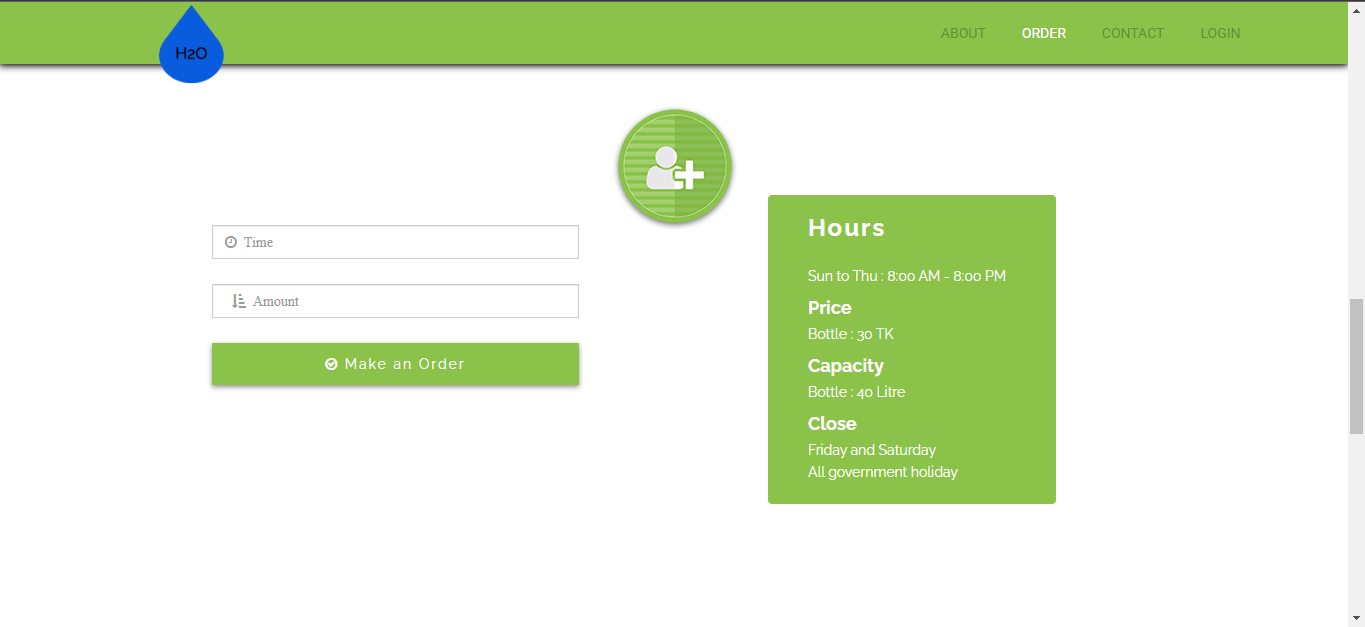 H2O
ABOUT
ORDER
CONTACT
LOGIN
Time
Amount
Make an Order
Hours
Sun to Thu : 8:00 AM - 8:00 PM
Price
Bottle : 30 TK
Capacity
Bottle : 40 Litre
Close
Friday and Saturday
All government holiday